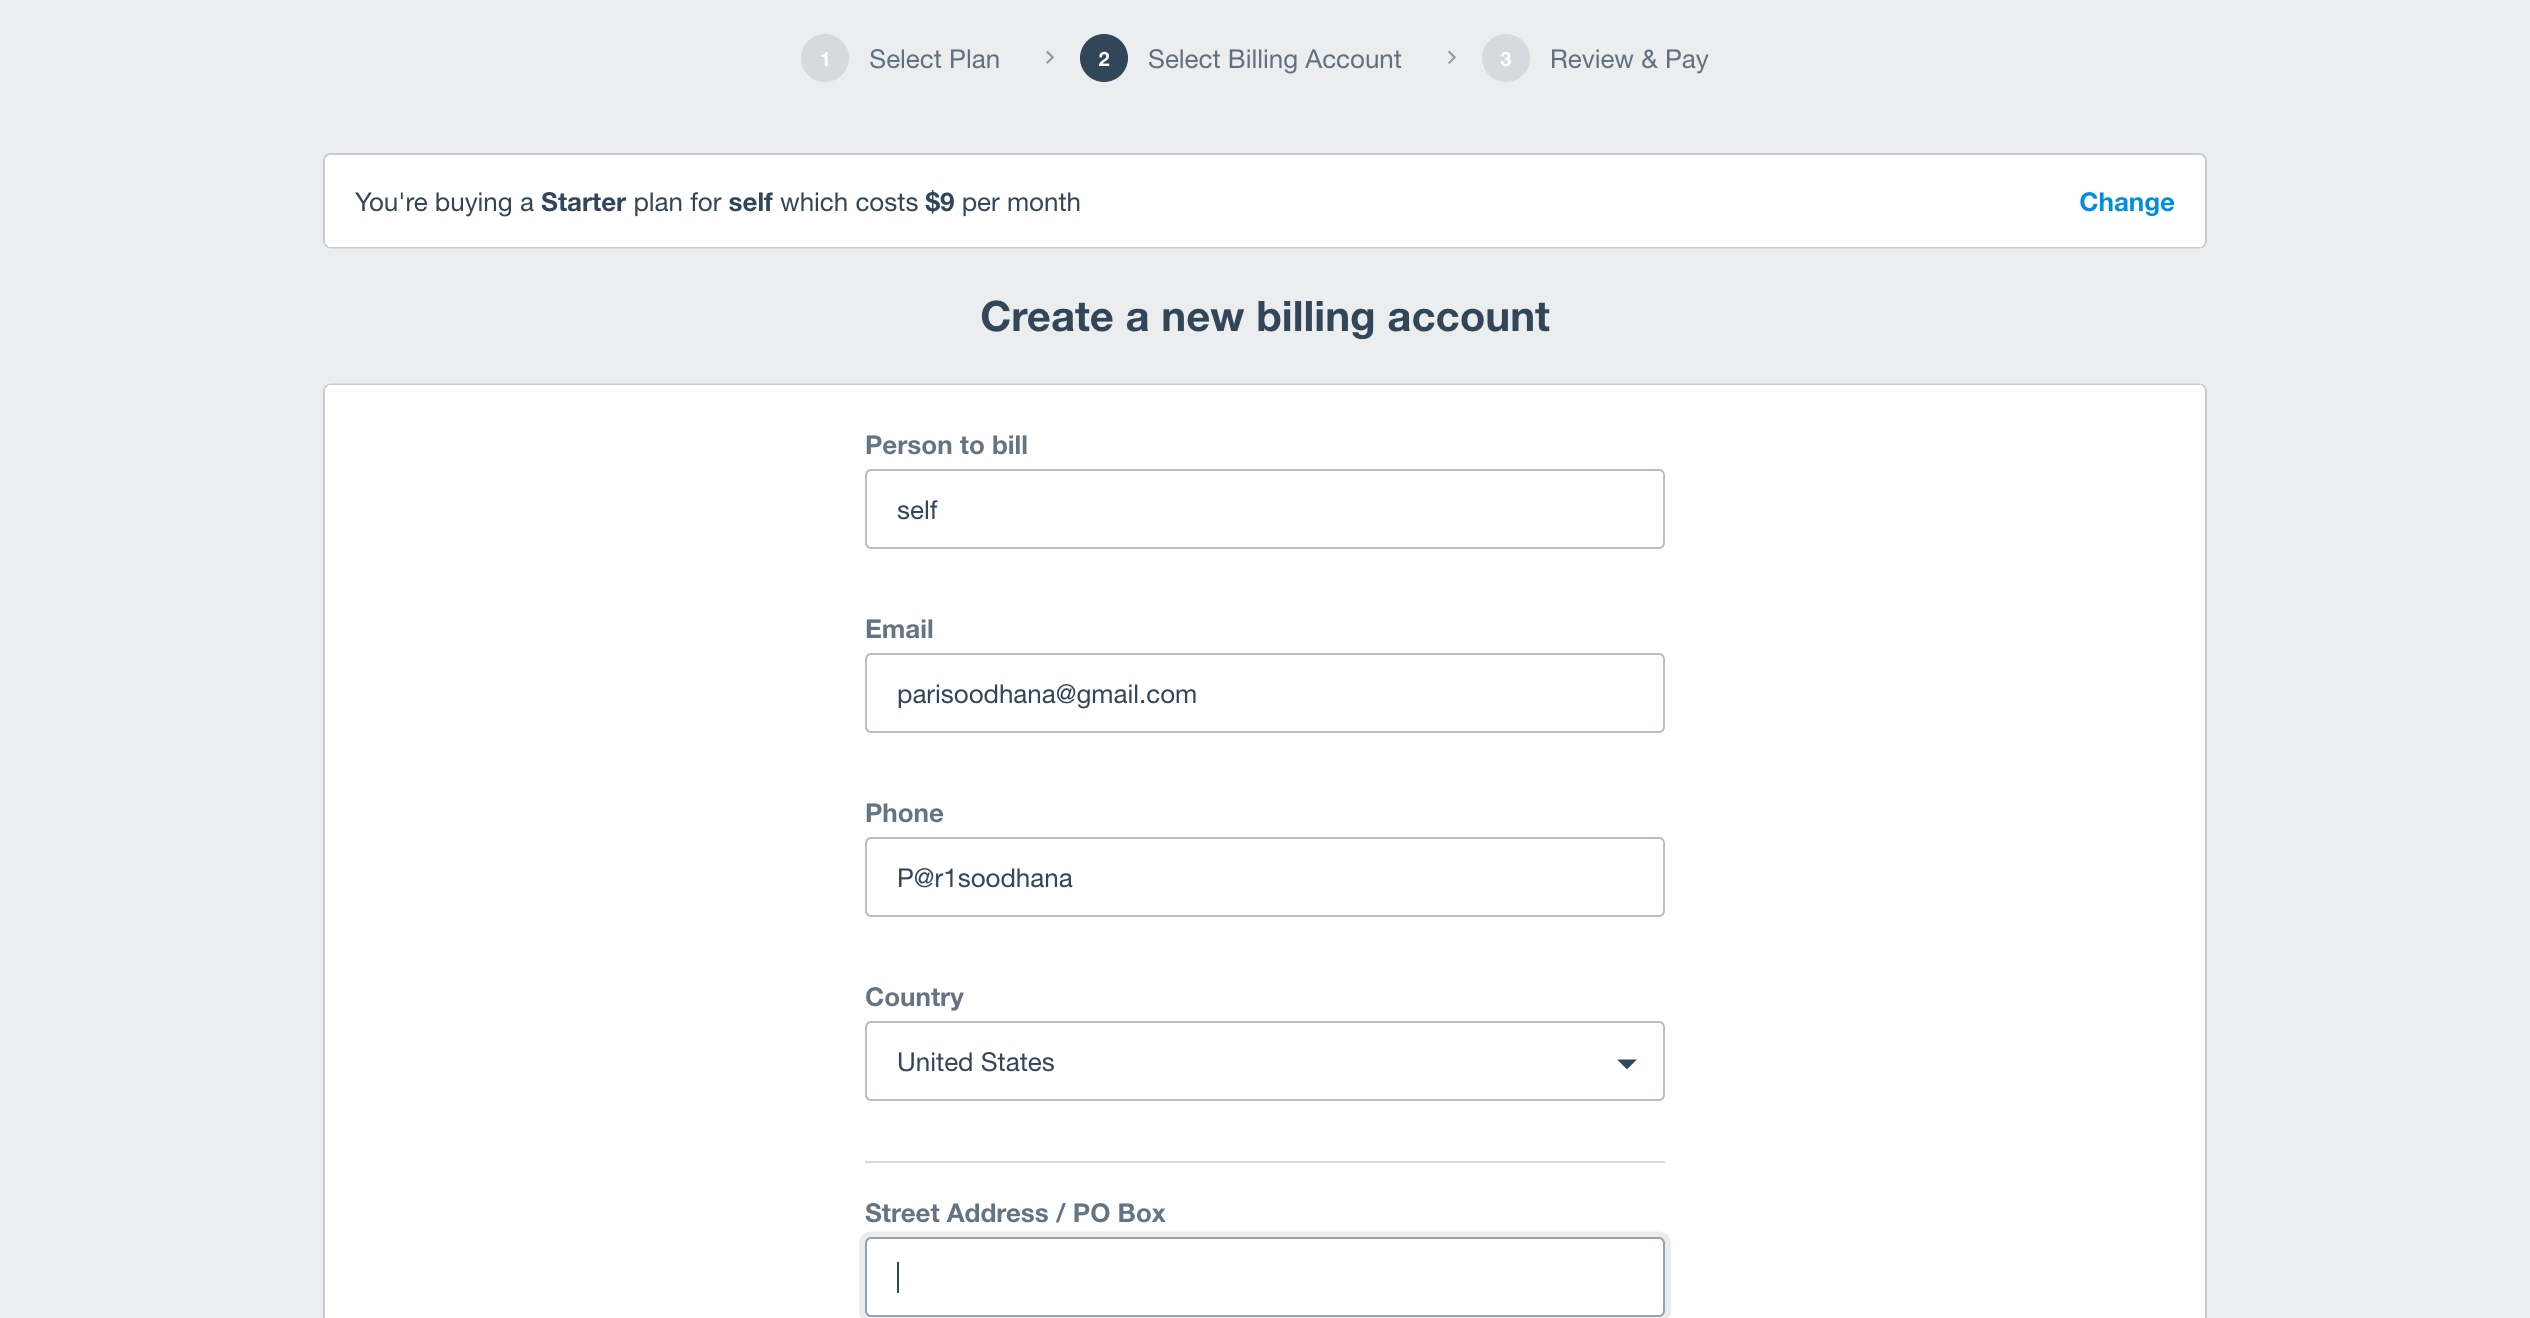 1 Select Plan > 2 Select Billing Account > 3 Review & Pay
You're buying a Starter plan for self which costs $9 per month Change
Create a new billing account
Person to bill
self
Email
parisoodhana@gmail.com
Phone
P@r1soodhana
Country
United States
Street Address / PO Box